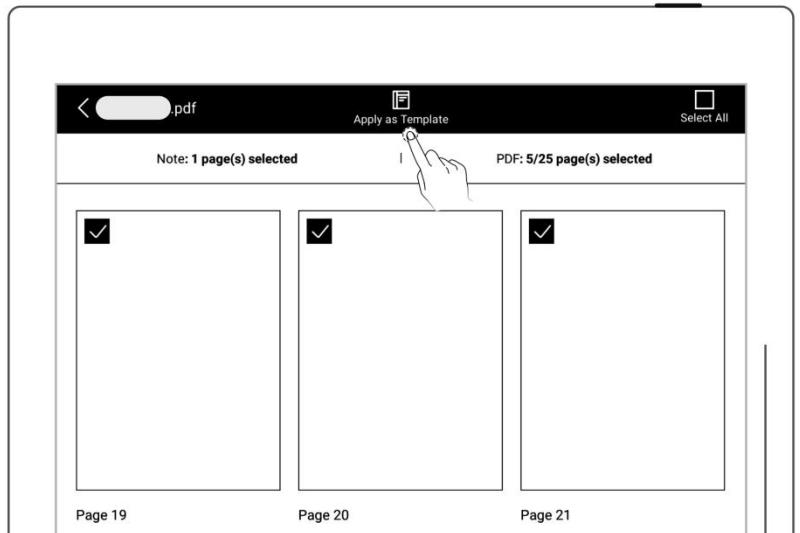 .pdf
Apply as Template
Select All
Note: 1 page(s) selected | PDF: 5/25 page(s) selected
Page 19
Page 20
Page 21